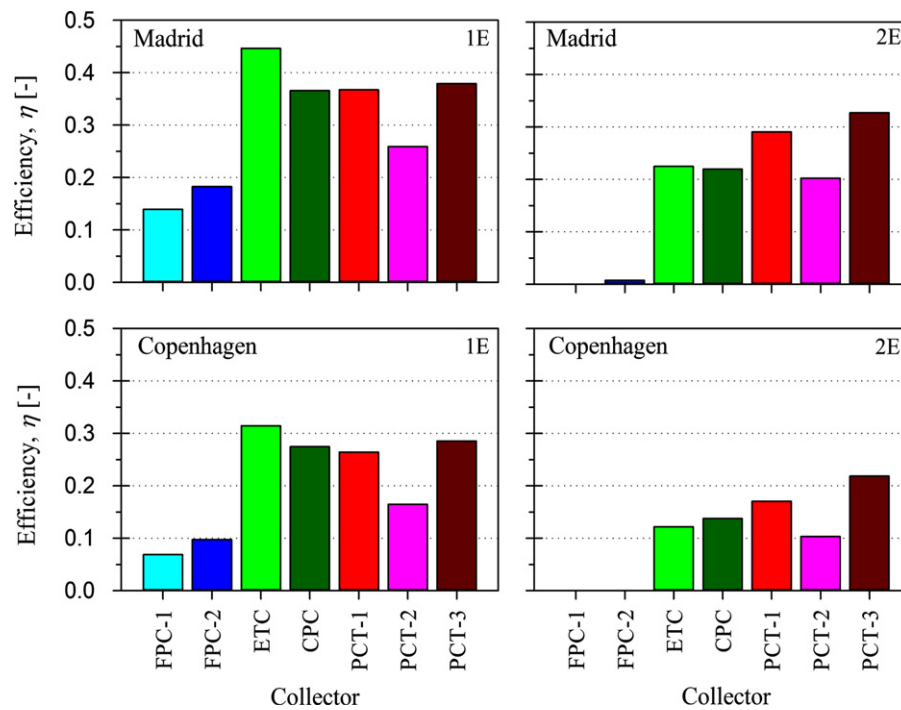 Madrid 1E
Madrid 2E
0.5
0.4
0.3
0.2
0.1
0.0
Efficiency, η [-]
Copenhagen 1E
Copenhagen 2E
0.5
0.4
0.3
0.2
0.1
0.0
Efficiency, η [-]
FPC-1
FPC-2
ETC
CPC
PCT-1
PCT-2
PCT-3
FPC-1
FPC-2
ETC
CPC
PCT-1
PCT-2
PCT-3
Collector
Collector